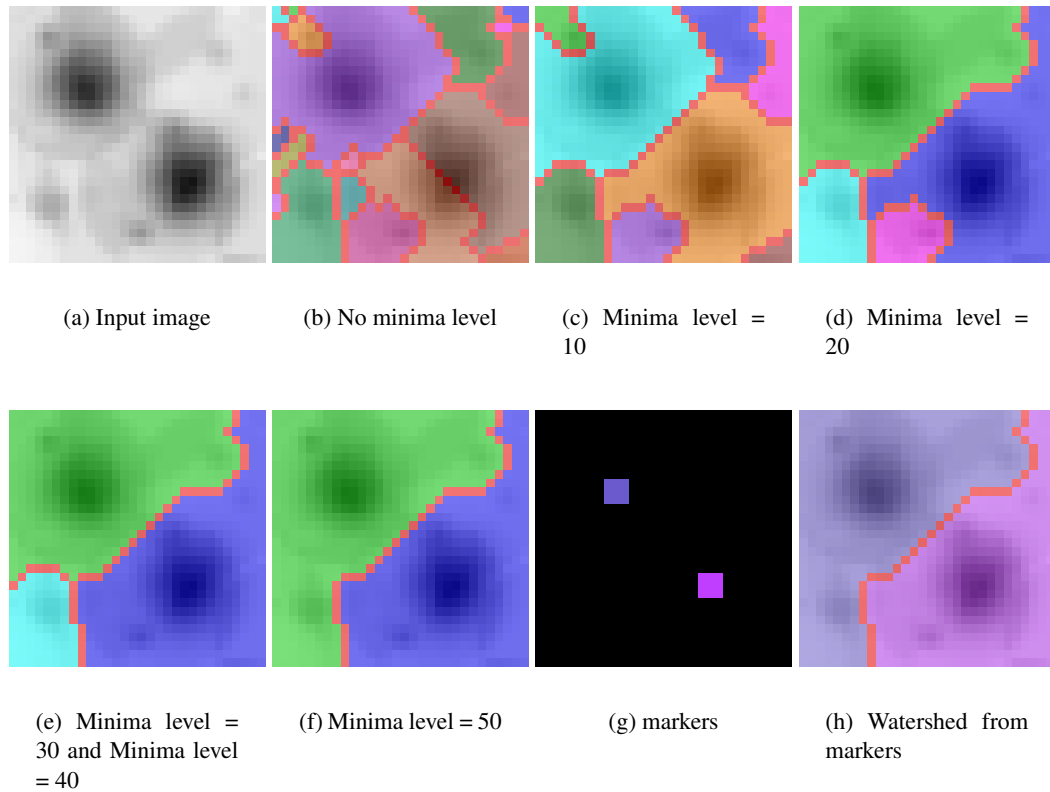 (a) Input image
(b) No minima level
(c) Minima level =
10
(d) Minima level =
20
(e) Minima level =
30 and Minima level
= 40
(f) Minima level = 50
(g) markers
(h) Watershed from
markers